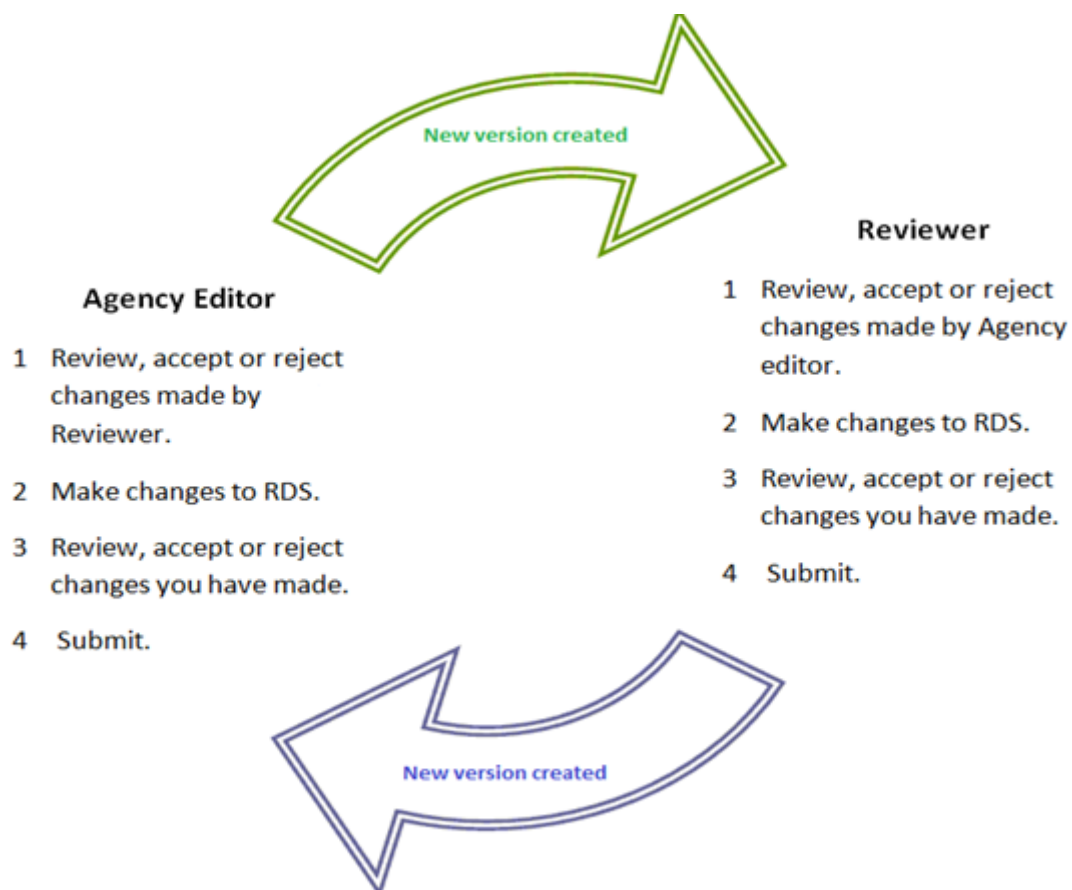 New version created
Agency Editor
1 Review, accept or reject
changes made by
Reviewer.
2 Make changes to RDS.
3 Review, accept or reject
changes you have made.
4 Submit.
Reviewer
1 Review, accept or reject
changes made by Agency
editor.
2 Make changes to RDS.
3 Review, accept or reject
changes you have made.
4 Submit.
New version created